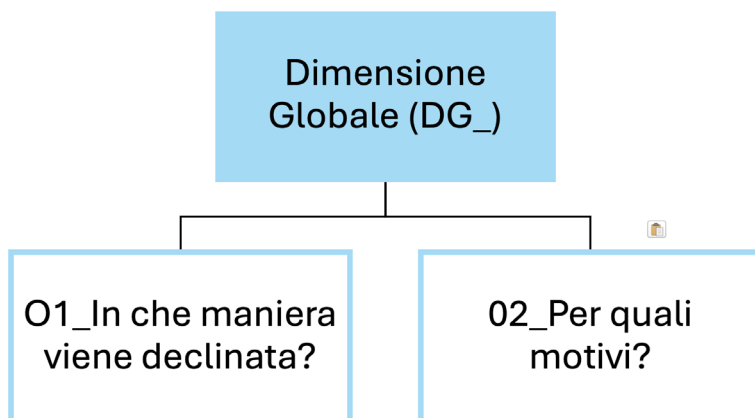 Dimensione
Globale (DG_)
O1_In che maniera
viene declinata?
02_Per quali
motivi?